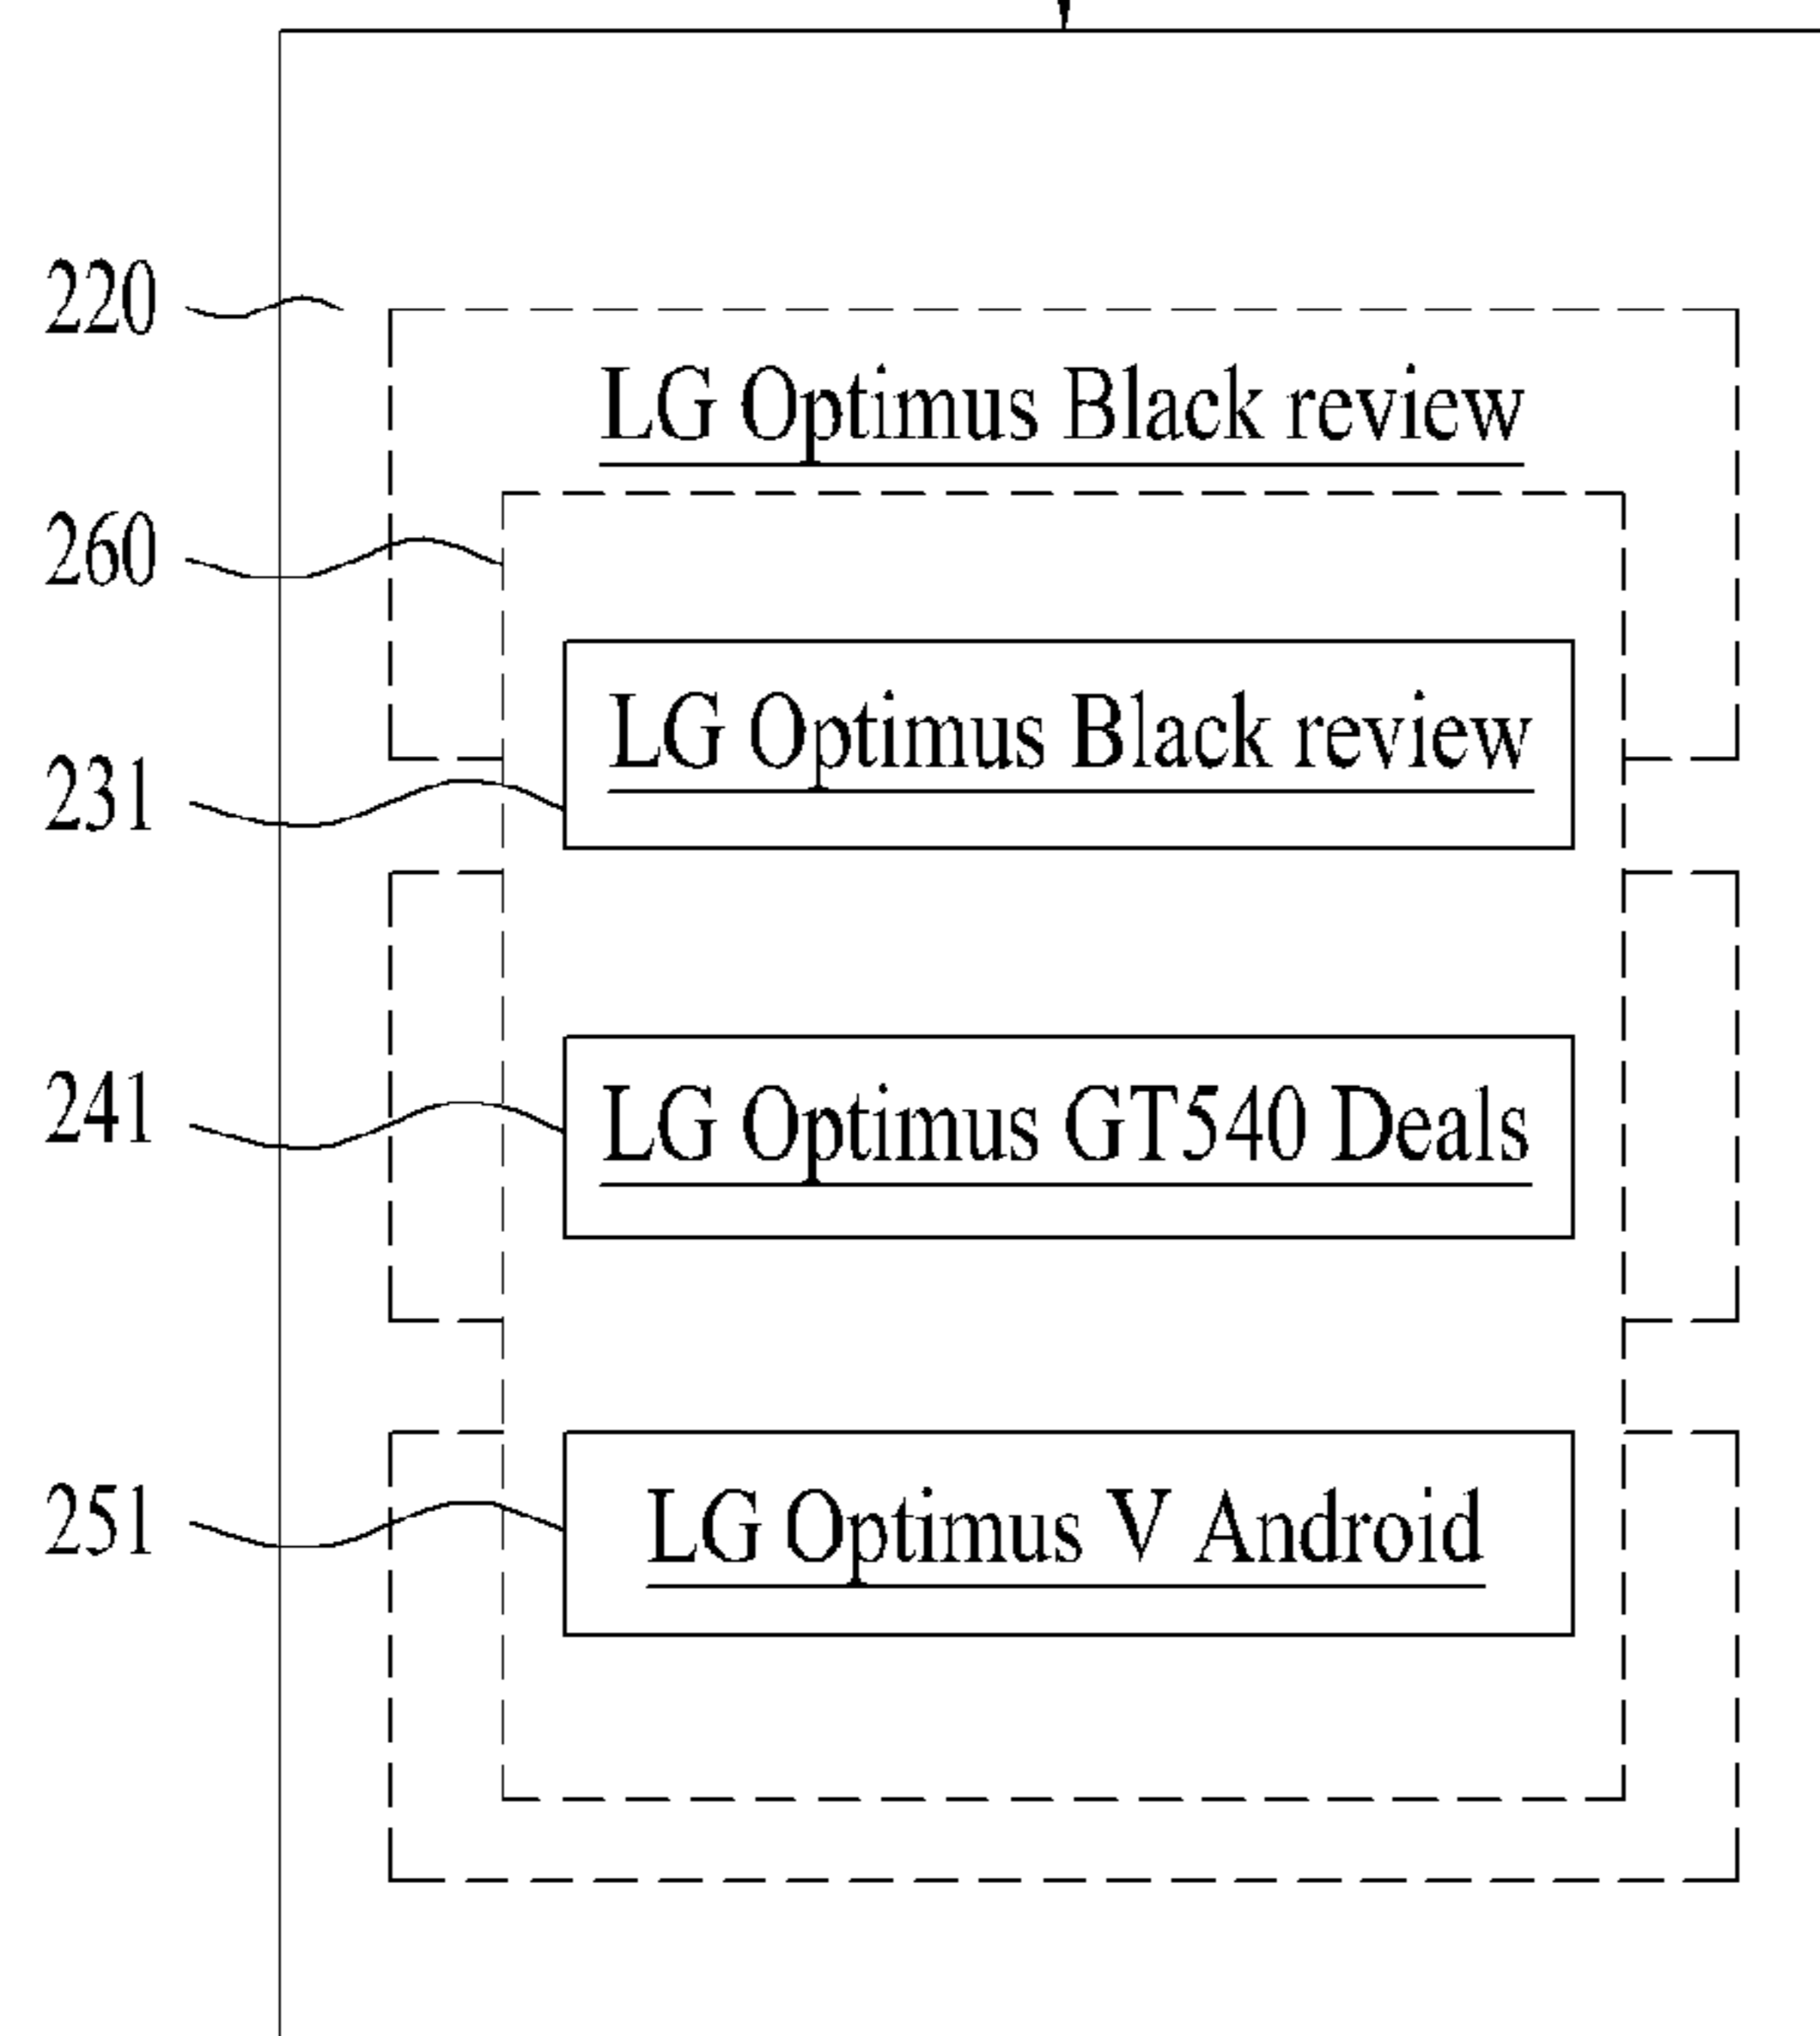 220
LG Optimus Black review
260
LG Optimus Black review
231
LG Optimus GT540 Deals
241
LG Optimus V Android
251